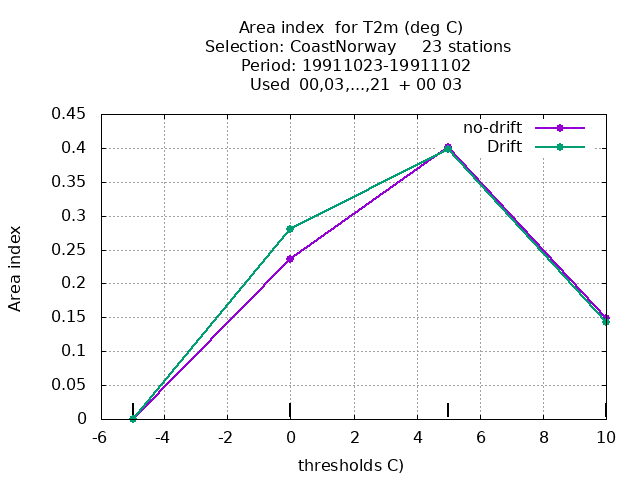 Area index  for T2m (deg C)
Selection: CoastNorway     23 stations
Period: 19911023-19911102
Used  00,03,...,21  + 00 03
no-drift
Drift
0.45
0.4
0.35
0.3
0.25
0.2
0.15
0.1
0.05
0
Area index
-6 -4 -2 0 2 4 6 8 10
thresholds C)